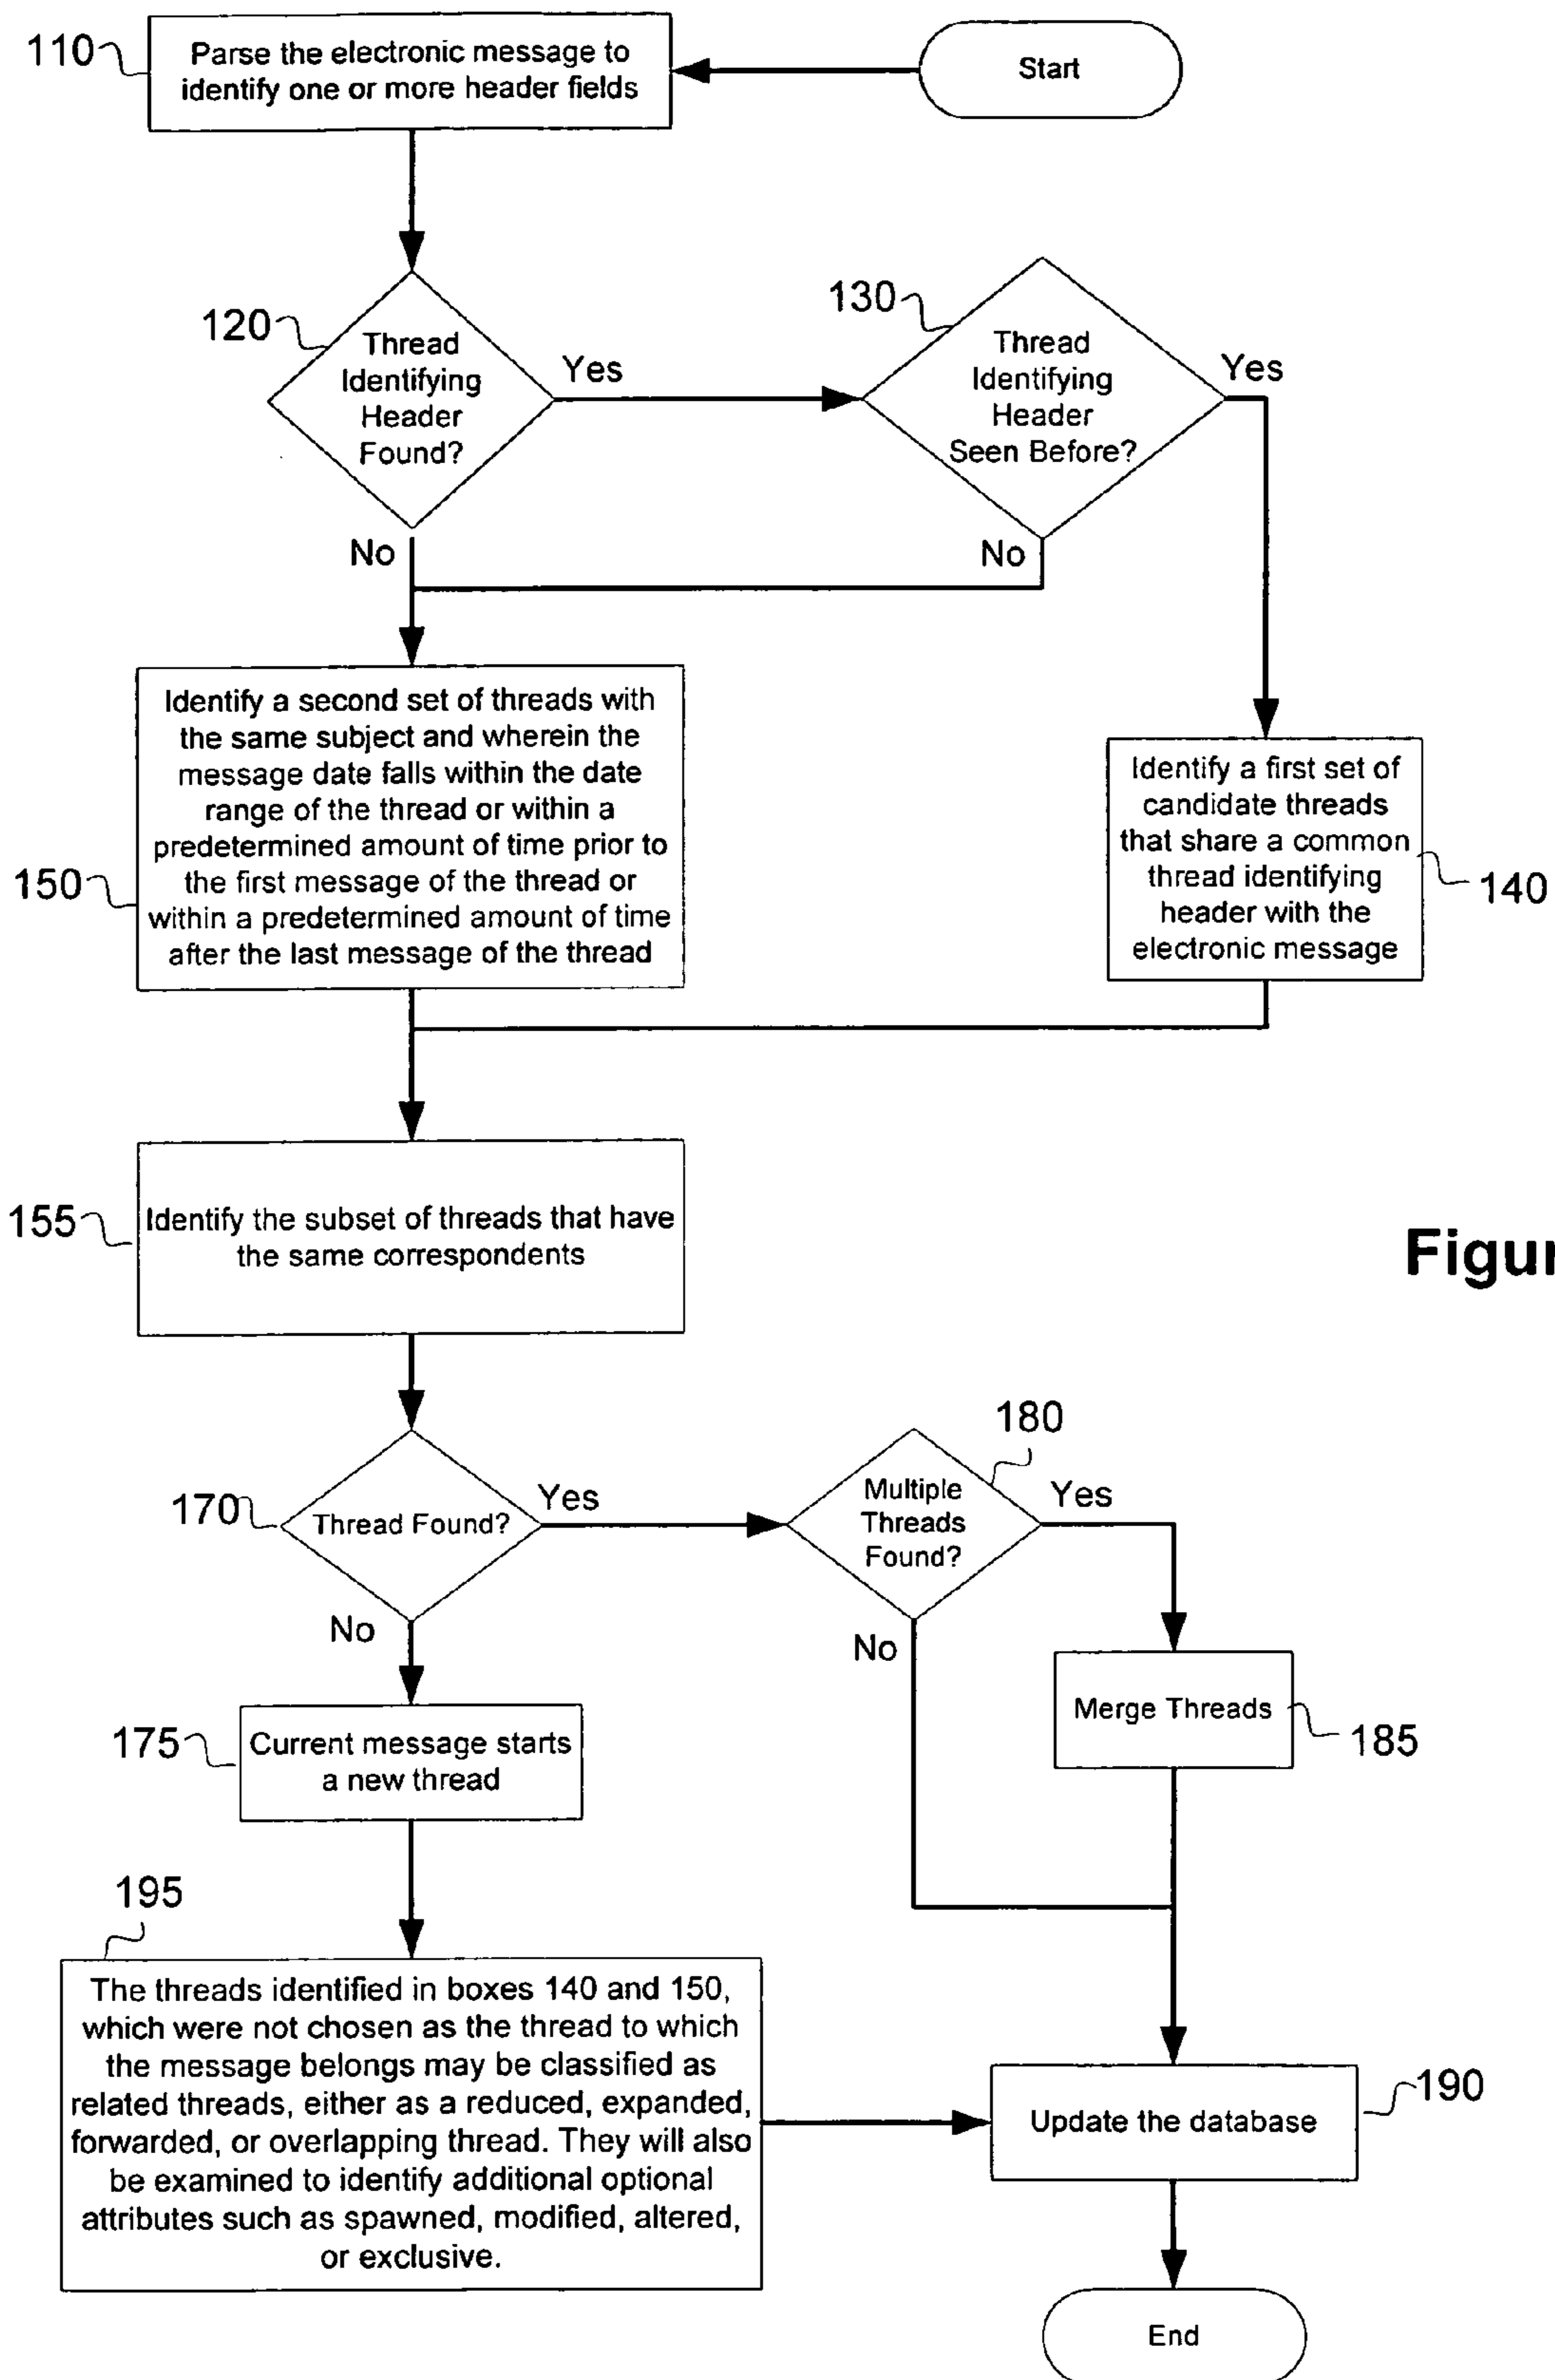 110
Parse the electronic message to
identify one or more header fields
Start
120
Thread
Identifying
Header
Found?
Yes
No
130
Thread
Identifying
Header
Seen Before?
Yes
No
Identify a second set of threads with
the same subject and wherein the
message date falls within the date
range of the thread or within a
predetermined amount of time prior to
the first message of the thread or
within a predetermined amount of time
after the last message of the thread
150
Identify a first set of
candidate threads
that share a common
thread identifying
header with the
electronic message
140
155
Identify the subset of threads that have
the same correspondents
Figur
170
Thread Found?
Yes
No
180
Multiple
Threads
Found?
Yes
No
Merge Threads
185
175
Current message starts
a new thread
195
The threads identified in boxes 140 and 150,
which were not chosen as the thread to which
the message belongs may be classified as
related threads, either as a reduced, expanded,
forwarded, or overlapping thread. They will also
be examined to identify additional optional
attributes such as spawned, modified, altered,
or exclusive.
190
Update the database
End